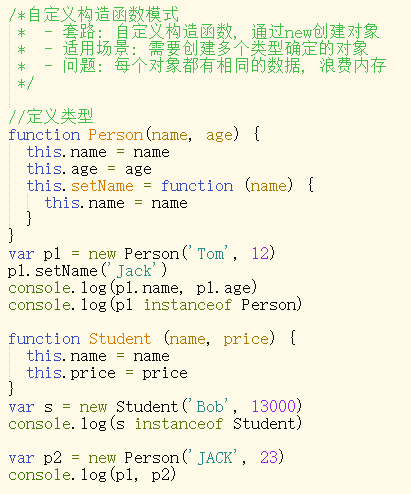 /*自定义构造函数模式
 *  - 套路: 自定义构造函数, 通过new创建对象
 *  - 适用场景: 需要创建多个类型确定的对象
 *  - 问题: 每个对象都有相同的数据, 浪费内存
 */

//定义类型
function Person(name, age) {
  this.name = name
  this.age = age
  this.setName = function (name) {
    this.name = name
  }
}
var p1 = new Person('Tom', 12)
p1.setName('Jack')
console.log(p1.name, p1.age)
console.log(p1 instanceof Person)

function Student (name, price) {
  this.name = name
  this.price = price
}
var s = new Student('Bob', 13000)
console.log(s instanceof Student)

var p2 = new Person('JACK', 23)
console.log(p1, p2)